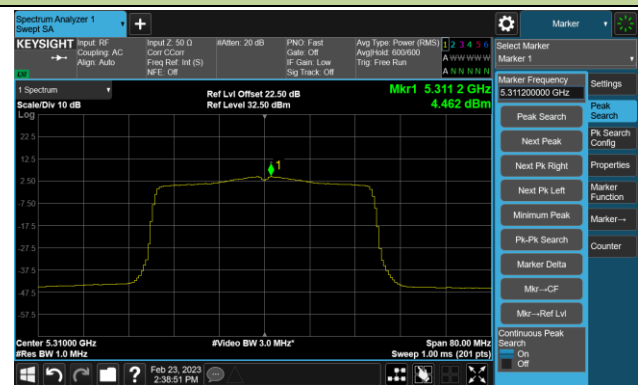 Spectrum Analyzer 1
Swept SA
+
Marker
KEYSIGHT
Input: RF
Coupling: AC
Align: Auto
Input Z: 50 Ω
Corr CCorr
Freq Ref: Int (S)
NFE: Off
#Atten: 20 dB
PNO: Fast
Gate: Off
IF Gain: Low
Sig Track: Off
Avg Type: Power (RMS)
Avg|Hold: 600/600
Trig: Free Run
1 2 3 4 5 6
A W W W W W
A N N N N N
Select Marker
Marker 1
1 Spectrum
Scale/Div 10 dB
Log
Ref Lvl Offset 22.50 dB
Ref Level 32.50 dBm
Mkr1 5.311 2 GHz
4.462 dBm
22.5
12.5
2.50
-7.50
-17.5
-27.5
-37.5
-47.5
-57.5
1
Center 5.31000 GHz
#Res BW 1.0 MHz
#Video BW 3.0 MHz*
Span 80.00 MHz
Sweep 1.00 ms (201 pts)
Marker Frequency
5.311200000 GHz
Peak Search
Next Peak
Next Pk Right
Next Pk Left
Minimum Peak
Pk-Pk Search
Marker Delta
Mkr→CF
Mkr→Ref Lvl
Continuous Peak
Search
On
Off
Settings
Peak
Search
Pk Search
Config
Properties
Marker
Function
Marker→
Counter
?
Feb 23, 2023
2:38:51 PM